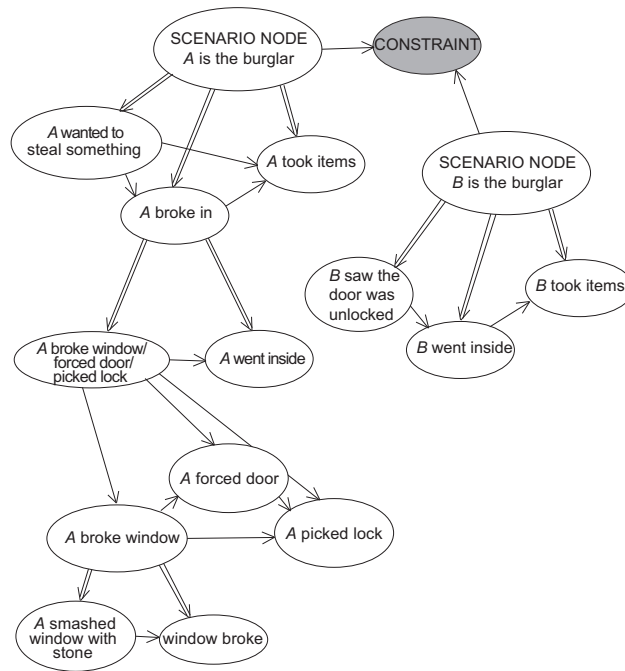 SCENARIO NODE
A is the burglar
CONSTRAINT
A wanted to
steal something
A took items
SCENARIO NODE
B is the burglar
A broke in
B saw the
door was
unlocked
B took items
B went inside
A broke window/
forced door/
picked lock
A went inside
A forced door
A broke window
A picked lock
A smashed
window with
stone
window broke